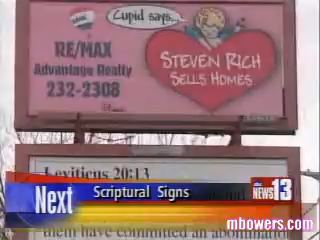 Cupid says...
RE/MAX
Advantage Realty
232-2308
STEVEN RICH
SELLS HOMES.
Leviticus 20:13
Next
Scriptural Signs
NEWS 13
them have committed an
mbowers.com